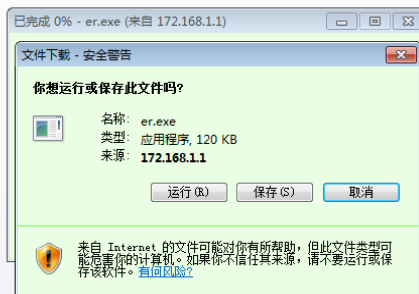 已完成 0% - er.exe (来自 172.168.1.1)
文件下载 - 安全警告
你想运行或保存此文件吗?
名称: er.exe
类型: 应用程序, 120 KB
来源: 172.168.1.1
运行(R) 保存(S) 取消
来自 Internet 的文件可能对你有所帮助，但此文件类型可
能危害你的计算机。如果你不信任其来源，请不要运行或保
存该软件。有何风险?